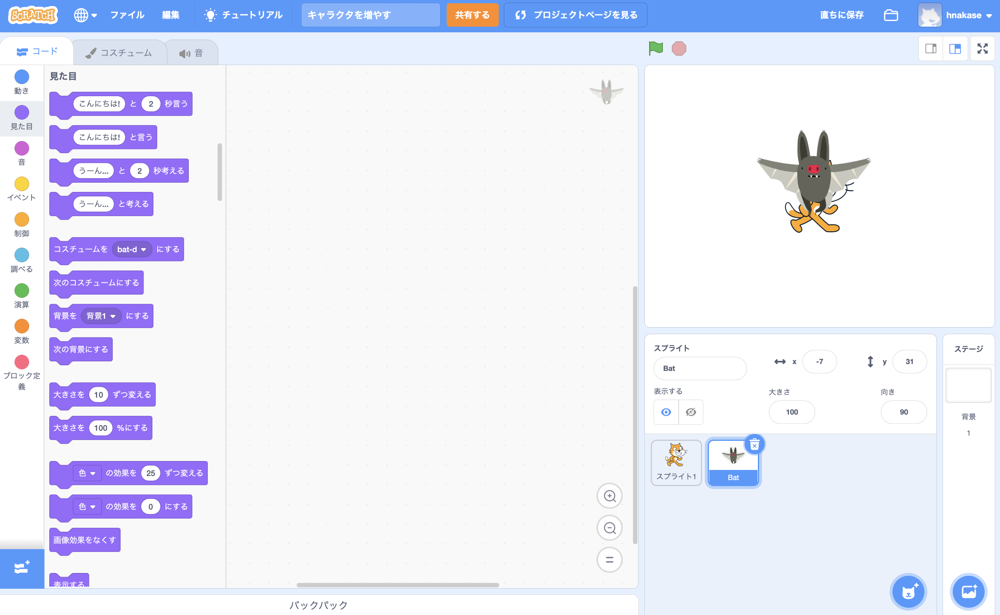 SCRATCH
ファイル
編集
チュートリアル
キャラクタを増やす
共有する
プロジェクトページを見る
直ちに保存
hnakase
コード
コスチューム
音
動き
見た目
音
イベント
制御
調べる
演算
変数
ブロック定
義
見た目
こんにちは! と 2 秒言う
こんにちは! と言う
うーん... と 2 秒考える
うーん... と考える
コスチュームを bat-d にする
次のコスチュームにする
背景を 背景1 にする
次の背景にする
大きさを 10 ずつ変える
大きさを 100 %にする
色 の効果を 25 ずつ変える
色 の効果を 0 にする
画像効果をなくす
表示する
バックパック
スプライト
Bat
x -7
y 31
表示する
大きさ
100
向き
90
スプライト1
Bat
ステージ
背景
1